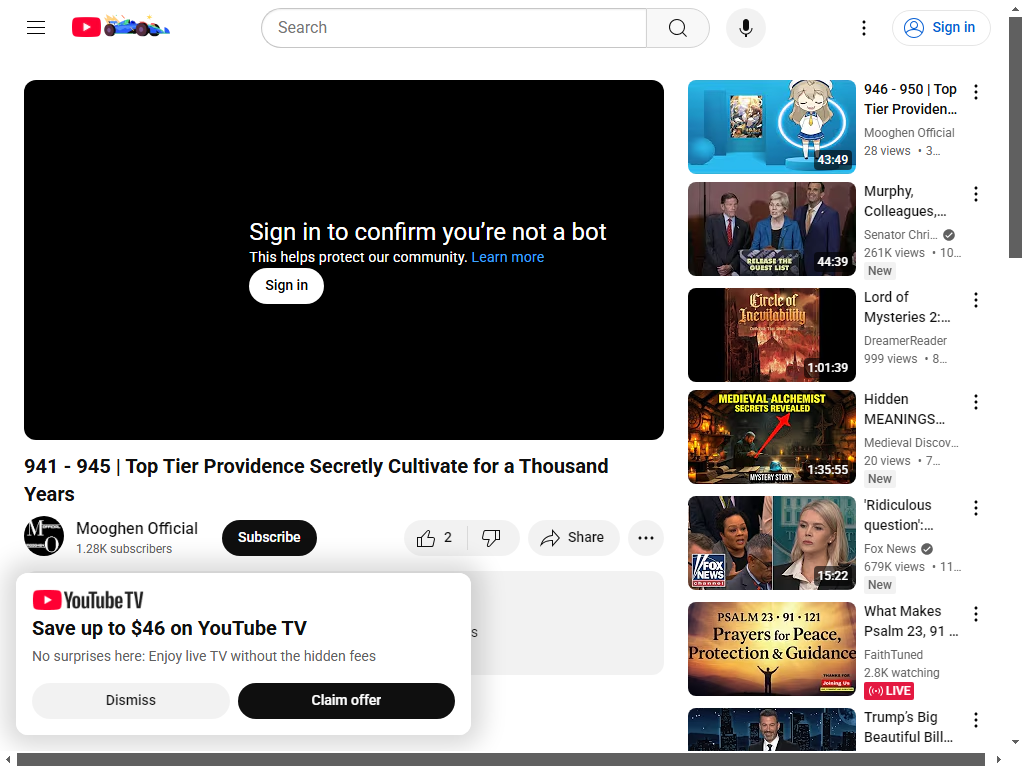 Search
Sign in
Sign in to confirm you’re not a bot
This helps protect our community. Learn more
Sign in
941 - 945 | Top Tier Providence Secretly Cultivate for a Thousand
Years
Mooghen Official
1.28K subscribers
Subscribe
2
Share
s
YouTube TV
Save up to $46 on YouTube TV
No surprises here: Enjoy live TV without the hidden fees
Dismiss
Claim offer
43:49
946 - 950 | Top
Tier Providen...
Mooghen Official
28 views • 3...
RELEASE THE
GUEST LIST
44:39
Murphy,
Colleagues,...
Senator Chri...
261K views • 10...
New
Circle of
Inevitability
1:01:39
Lord of
Mysteries 2:...
DreamerReader
999 views • 8...
MEDIEVAL ALCHEMIST
SECRETS REVEALED
MYSTERY STORY
1:35:55
Hidden
MEANINGS...
Medieval Discov...
20 views • 7...
New
FOX
NEWS
channel
15:22
'Ridiculous
question':...
Fox News
679K views • 11...
New
PSALM 23 • 91 • 121
Prayers for Peace,
Protection & Guidance
THANKS FOR
Joining Us
What Makes
Psalm 23, 91 ...
FaithTuned
2.8K watching
LIVE
Trump’s Big
Beautiful Bill...